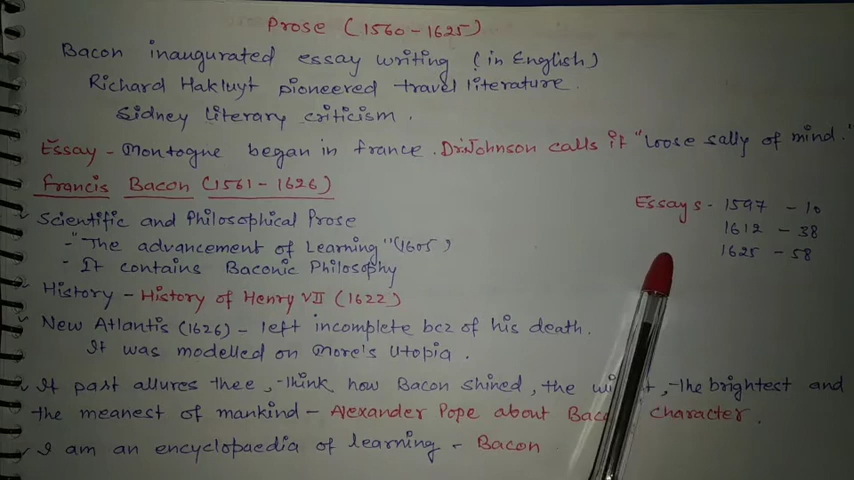 Prose (1560-1625)
Bacon inaugurated essay writing (in English)
Richard Hakluyt pioneered travel literature.
Sidney literary criticism.
Essay - Montogne began in france. Dr.Johnson calls it "loose sally of mind."
Francis Bacon (1561-1626)
Essays - 1597 - 10
1612 - 38
1625 - 58
Scientific and Philosophical Prose
- "The advancement of Learning" (1605)
- It contains Baconic Philosophy
History - History of Henry VII (1622)
New Atlantis (1626) - left incomplete bcz of his death.
It was modelled on More's Utopia.
If past allures thee, think how Bacon shined, the the brightest and
the meanest of mankind - Alexander Pope about character.
I am an encyclopaedia of learning - Bacon